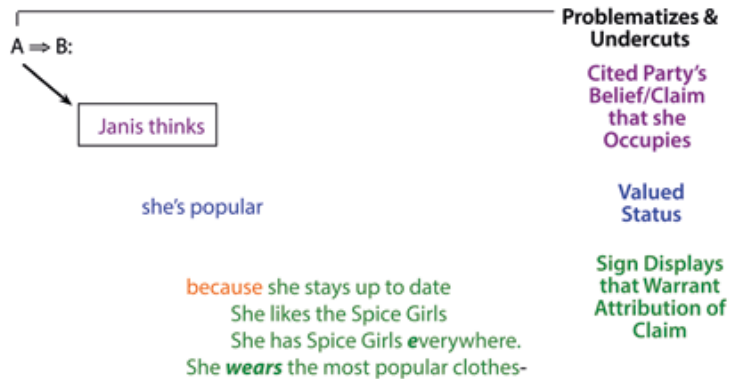 Problematizes &
Undercuts
A ⇒ B:
Cited Party's
Belief/Claim
that she
Occupies
Janis thinks
she's popular
Valued
Status
because she stays up to date
She likes the Spice Girls
She has Spice Girls everywhere.
She wears the most popular clothes-
Sign Displays
that Warrant
Attribution of
Claim